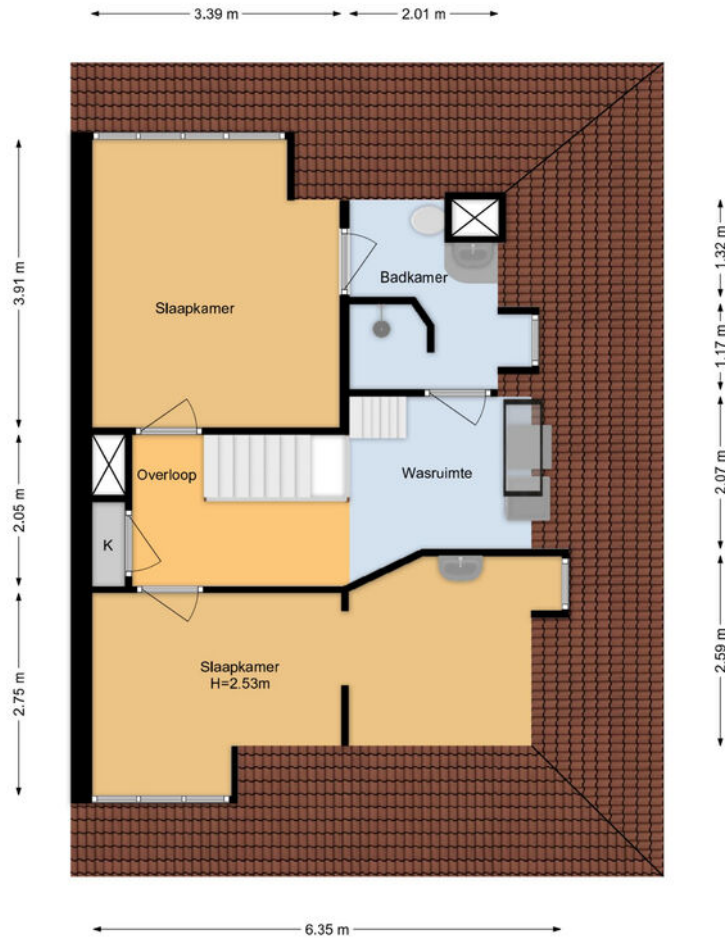 3.39 m
2.01 m
3.91 m
1.32 m
Badkamer
Slaapkamer
1.17 m
2.05 m
Overloop
Wasruimte
2.07 m
K
2.75 m
Slaapkamer
H=2.53m
2.59 m
6.35 m